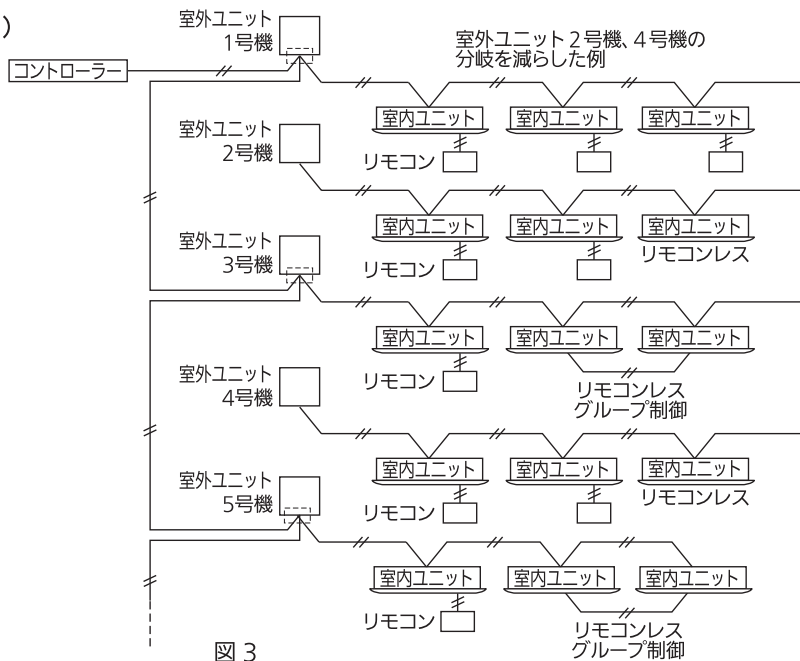 )
室外ユニット
1号機
コントローラー
室外ユニット2号機、4号機の
分岐を減らした例
室内ユニット
室内ユニット
室内ユニット
リモコン
室外ユニット
2号機
室内ユニット
室内ユニット
室内ユニット
リモコン
リモコンレス
室外ユニット
3号機
室内ユニット
室内ユニット
室内ユニット
リモコン
リモコンレス
グループ制御
室外ユニット
4号機
室内ユニット
室内ユニット
室内ユニット
リモコン
リモコンレス
室外ユニット
5号機
室内ユニット
室内ユニット
室内ユニット
リモコン
リモコンレス
グループ制御
図3